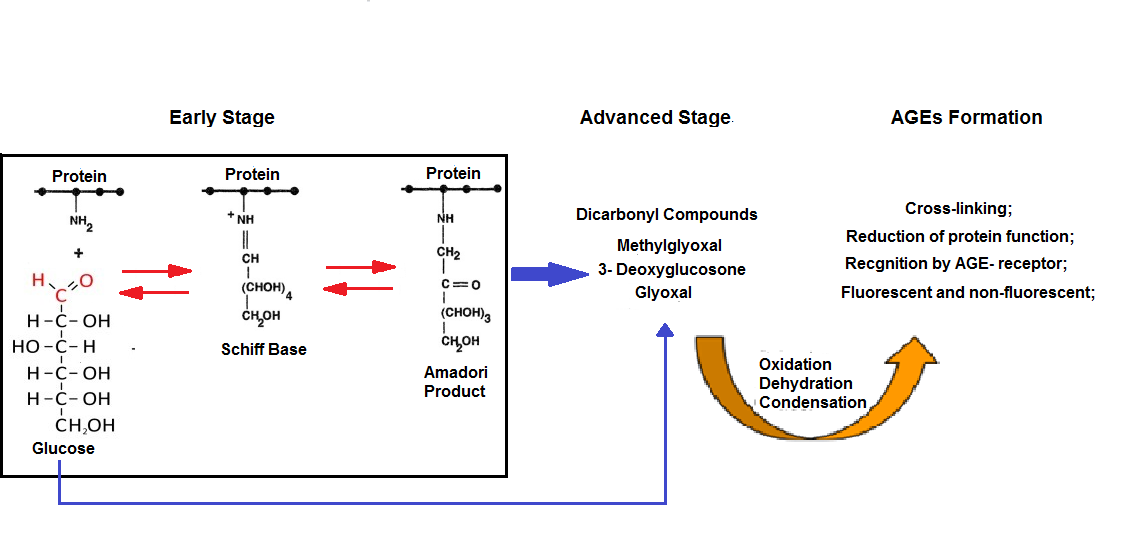 Early Stage
Advanced Stage.
AGEs Formation
Protein
NH2
+
H
O
C
H-C-OH
HO-C-H
H-C-OH
H-C-OH
CH2OH
Glucose
Protein
+NH
CH
(CHOH)4
CH2OH
Schiff Base
Protein
NH
CH2
C=O
(CHOH)3
CH2OH
Amadori
Product
Dicarbonyl Compounds
Methylglyoxal
3- Deoxyglucosone
Glyoxal
Cross-linking;
Reduction of protein function;
Recgnition by AGE- receptor;
Fluorescent and non-fluorescent;
Oxidation
Dehydration
Condensation